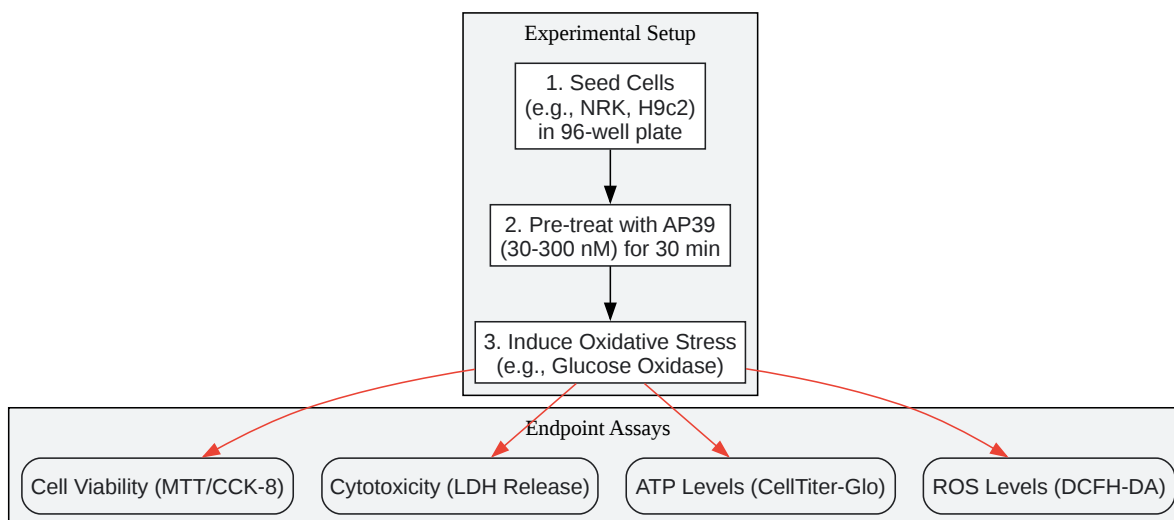 Experimental Setup
1. Seed Cells
(e.g., NRK, H9c2)
in 96-well plate
2. Pre-treat with AP39
(30-300 nM) for 30 min
3. Induce Oxidative Stress
(e.g., Glucose Oxidase)
Endpoint Assays
Cell Viability (MTT/CCK-8)
Cytotoxicity (LDH Release)
ATP Levels (CellTiter-Glo)
ROS Levels (DCFH-DA)